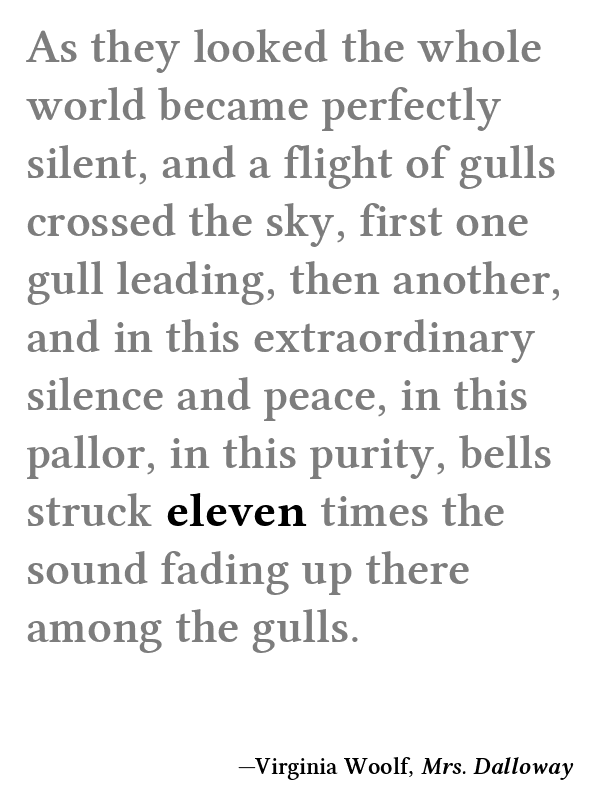 As they looked the whole
world became perfectly
silent, and a flight of gulls
crossed the sky, first one
gull leading, then another,
and in this extraordinary
silence and peace, in this
pallor, in this purity, bells
struck eleven times the
sound fading up there
among the gulls.
—Virginia Woolf, Mrs. Dalloway